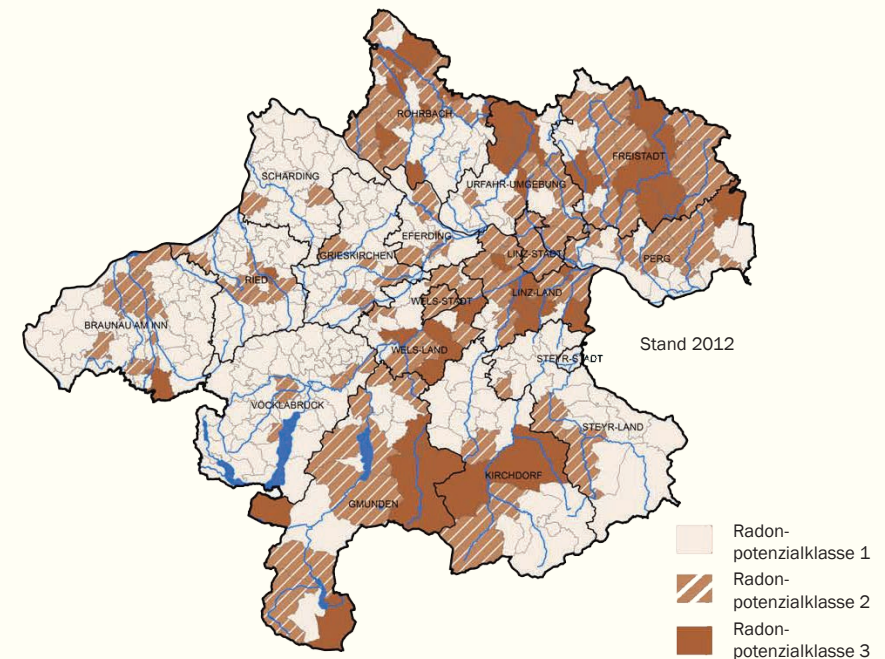 ROHRBACH
FREISTADT
SCHÄRDING
URFAHR-UMGEBUNG
EFERDING
GRIESKIRCHEN
LINZ-STADT
PERG
RIED
LINZ-LAND
WELS-STADT
BRAUNAU AM INN
Stand 2012
WELS-LAND
STEYR-STADT
VÖCKLABRUCK
STEYR-LAND
KIRCHDORF
GMUNDEN
Radon-
potenzialklasse 1
Radon-
potenzialklasse 2
Radon-
potenzialklasse 3